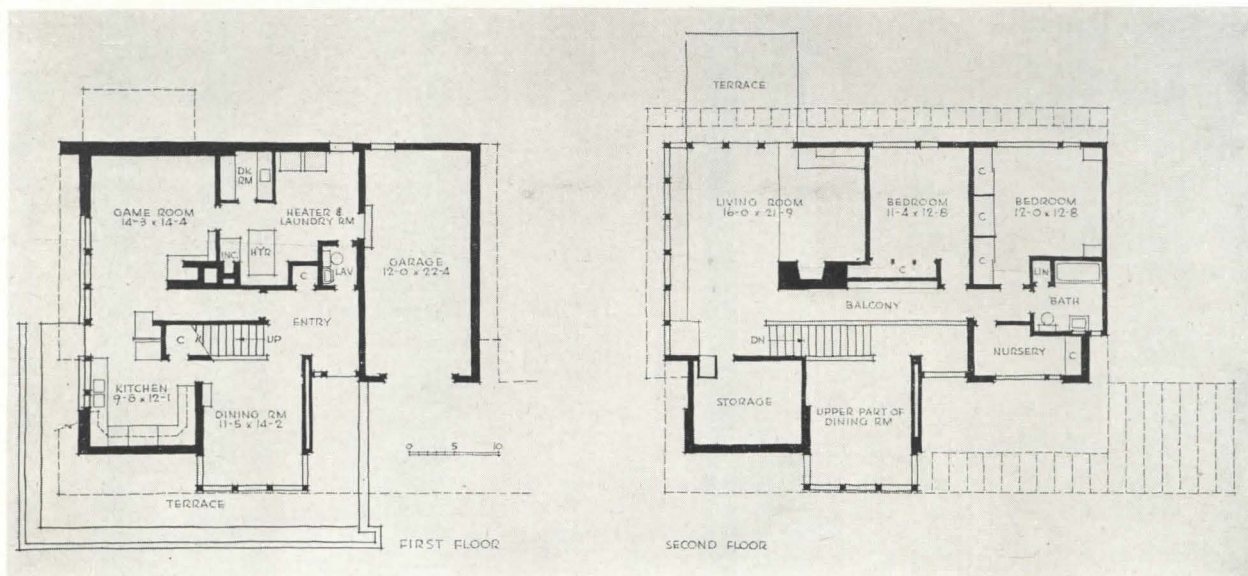 DK
RM
GAME ROOM
14-3 x 14-4
HEATER &
LAUNDRY RM
INC.
HTR
C
LAV
GARAGE
12-0 x 22-4
ENTRY
C
UP
KITCHEN
9-8 x 12-1
DINING RM
11-5 x 14-2
0 5 10
TERRACE
FIRST FLOOR
TERRACE
LIVING ROOM
16-0 x 21-9
BEDROOM
11-4 x 12-8
C
C
C
BEDROOM
12-0 x 12-8
C
LIN
BATH
BALCONY
DN
NURSERY
C
STORAGE
UPPER PART OF
DINING RM
SECOND FLOOR